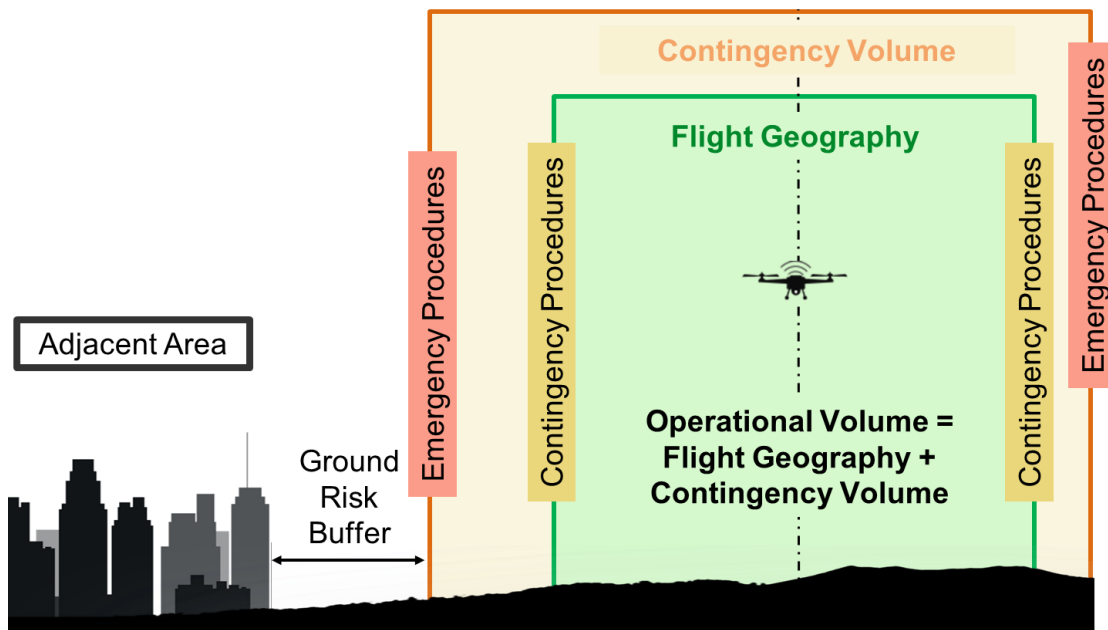 Contingency Volume
Flight Geography
Emergency Procedures
Contingency Procedures
Contingency Procedures
Emergency Procedures
Adjacent Area
Ground
Risk
Buffer
Operational Volume =
Flight Geography +
Contingency Volume